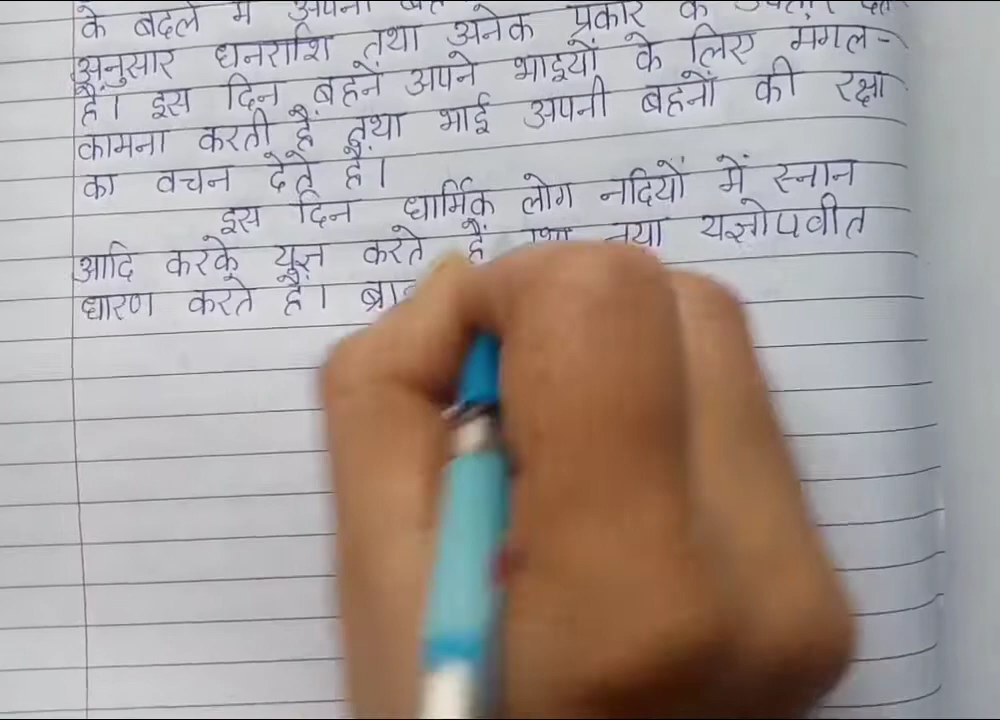 के बदले में अपनी
अनुसार धनराशि तथा अनेक प्रकार के
हैं। इस दिन बहनें अपने भाइयों के लिए मंगल-
कामना करती हैं तथा भाई अपनी बहनों की रक्षा
का वचन देते हैं।
इस दिन धार्मिक लोग नदियों में स्नान
आदि करके यज्ञ करते हैं नया यज्ञोपवीत
धारण करते हैं।